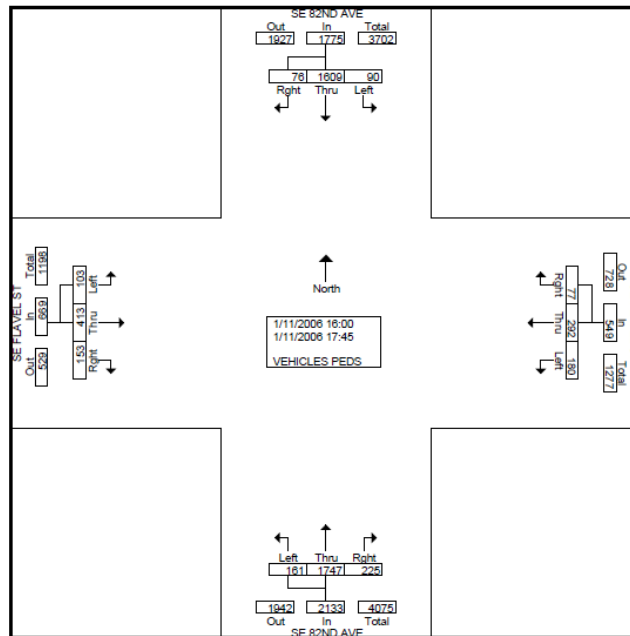 SE 82ND AVE
Out In Total
1927 1775 3702
76 1609 90
Rght Thru Left
SE FLAVEL ST
Total
1198
In
669
Out
529
103
Left
413
Thru
153
Rght
North
1/11/2006 16:00
1/11/2006 17:45
VEHICLES PEDS
Rght
77
Thru
292
Left
180
Out
728
In
549
Total
1277
Left Thru Rght
161 1747 225
1942 2133 4075
Out In Total
SE 82ND AVE